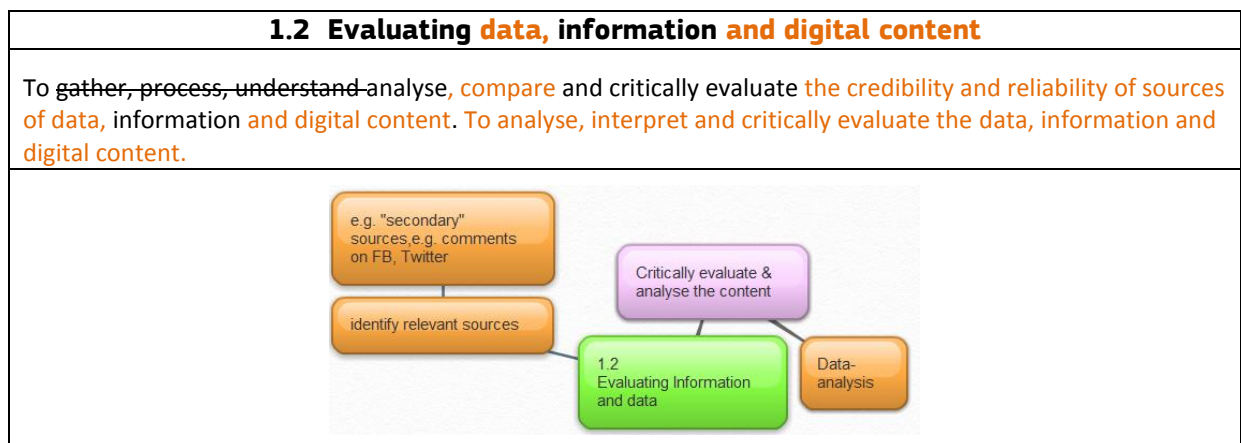 1.2 Evaluating data, information and digital content
To gather, process, understand analyse, compare and critically evaluate the credibility and reliability of sources
of data, information and digital content. To analyse, interpret and critically evaluate the data, information and
digital content.
e.g. "secondary"
sources,e.g. comments
on FB, Twitter
Critically evaluate &
analyse the content
identify relevant sources
1.2
Evaluating Information
and data
Data-
analysis